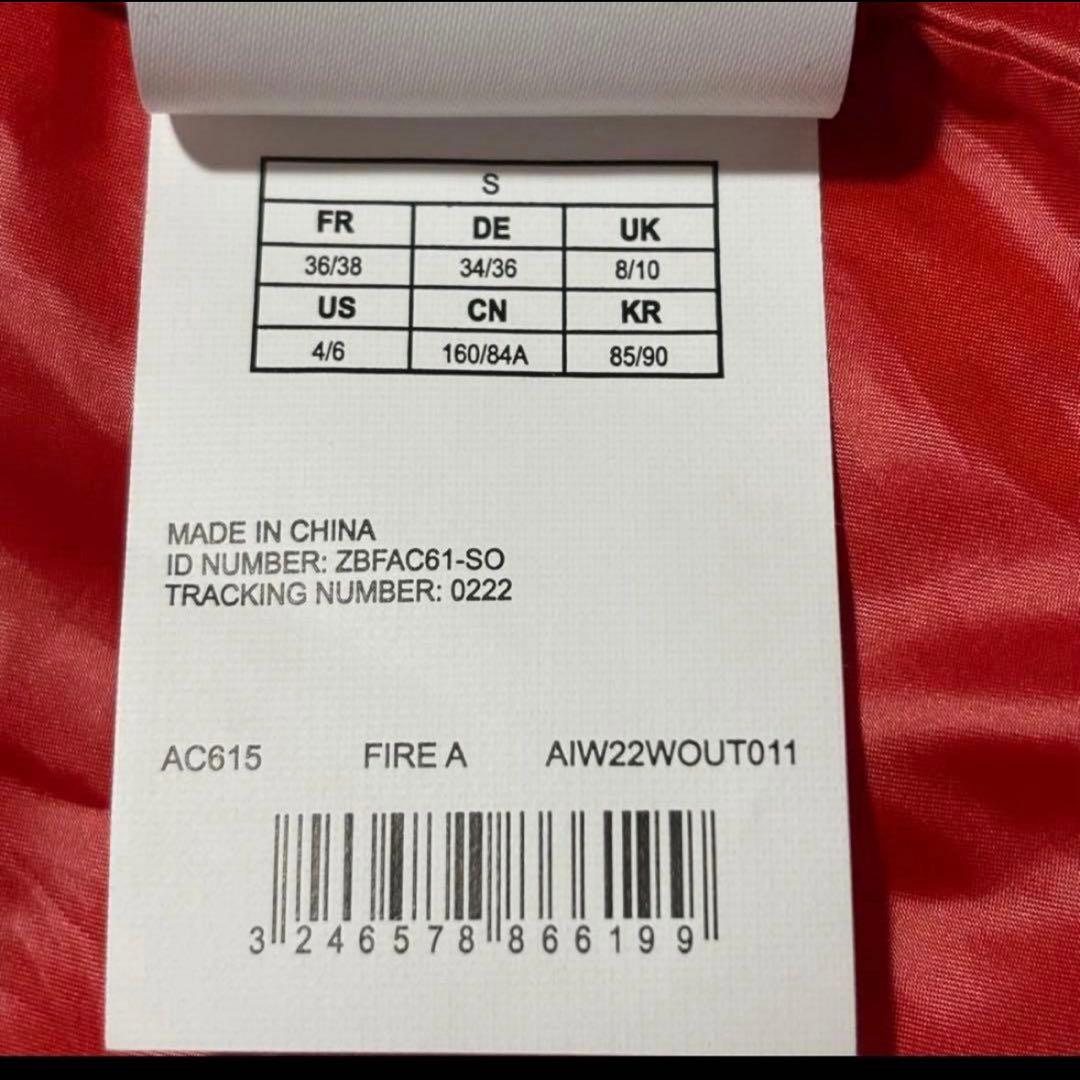 S
FR DE UK
36/38 34/36 8/10
US CN KR
4/6 160/84A 85/90
MADE IN CHINA
ID NUMBER: ZBFAC61-SO
TRACKING NUMBER: 0222
AC615 FIRE A AIW22WOUT011
3 246578 866199